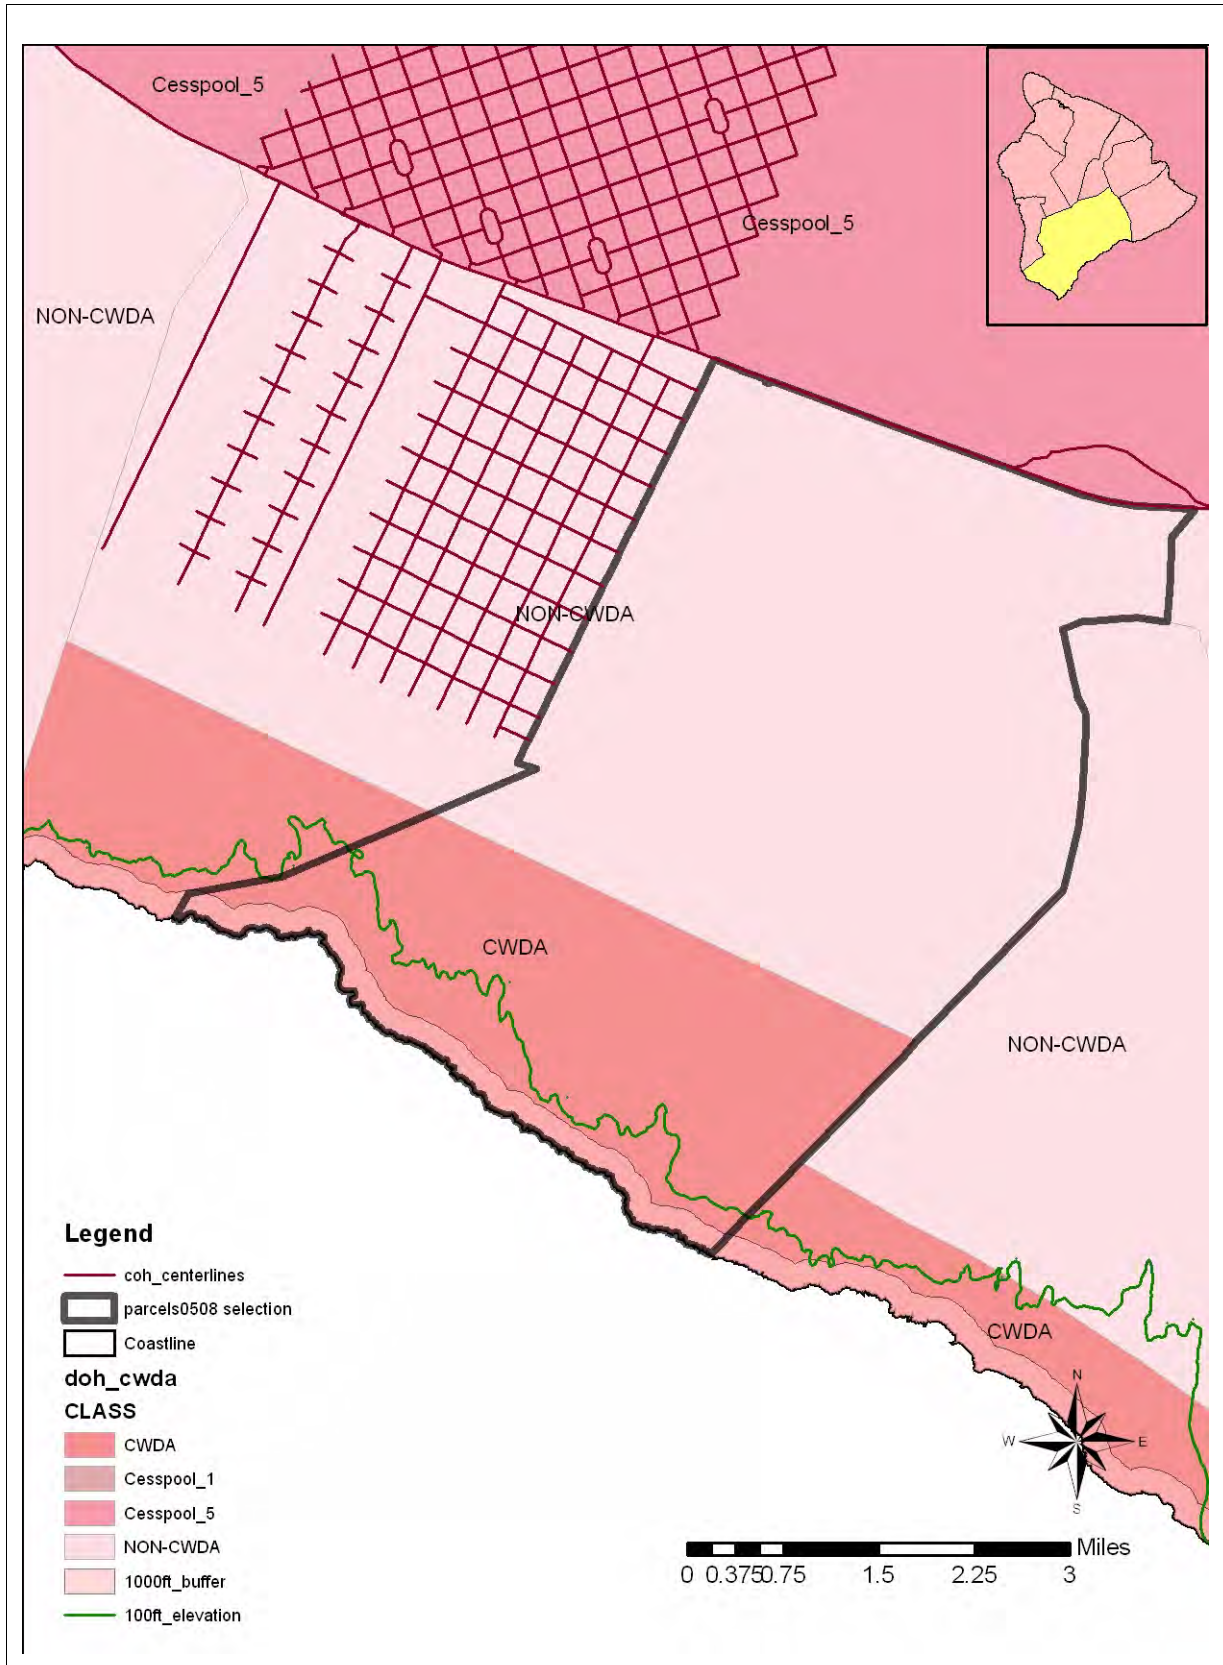 Cesspool_5
Cesspool_5
NON-CWDA
NON-CWDA
CWDA
NON-CWDA
CWDA
N
W
E
S
Legend
coh_centerlines
parcels0508 selection
Coastline
doh_cwda
CLASS
CWDA
Cesspool_1
Cesspool_5
NON-CWDA
1000ft_buffer
100ft_elevation
Miles
0 0.375 0.75 1.5 2.25 3